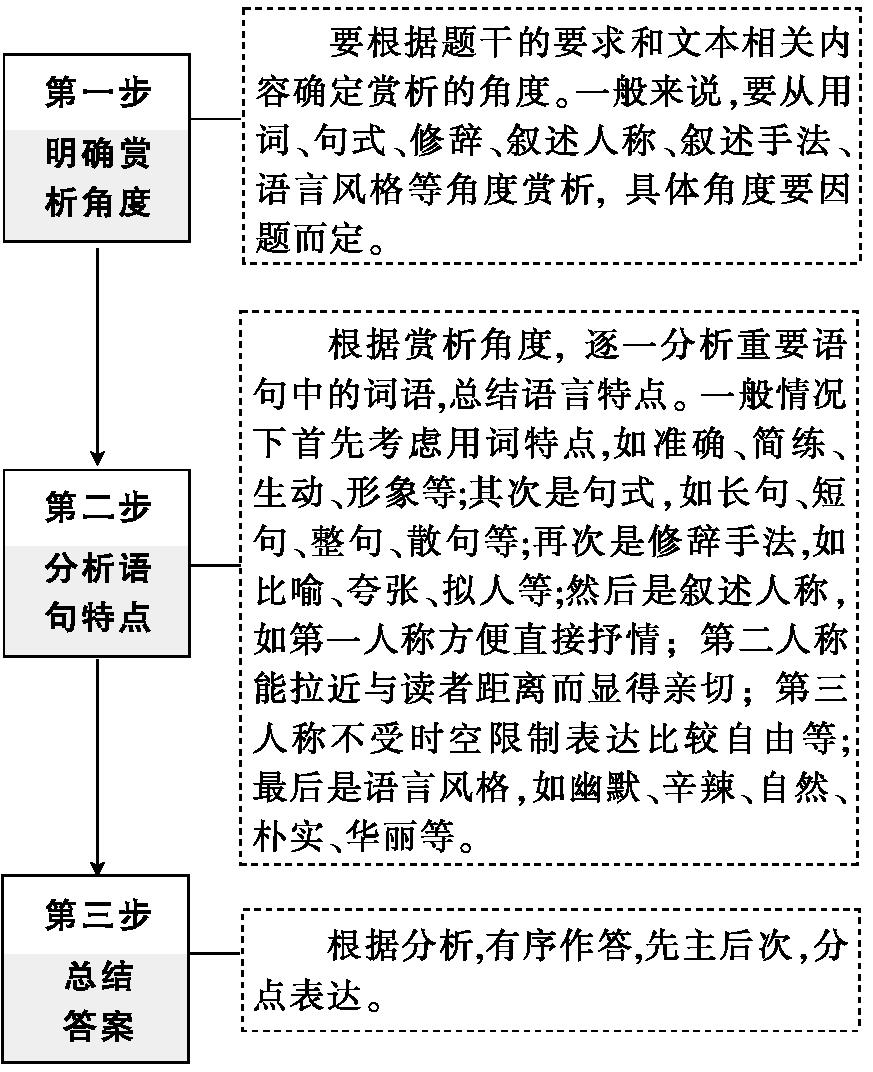 第一步
明确赏
析角度
要根据题干的要求和文本相关内
容确定赏析的角度。一般来说,要从用
词、句式、修辞、叙述人称、叙述手法、
语言风格等角度赏析,具体角度要因
题而定。
第二步
分析语
句特点
根据赏析角度,逐一分析重要语
句中的词语,总结语言特点。一般情况
下首先考虑用词特点,如准确、简练、
生动、形象等;其次是句式,如长句、短
句、整句、散句等;再次是修辞手法,如
比喻、夸张、拟人等;然后是叙述人称,
如第一人称方便直接抒情;第二人称
能拉近与读者距离而显得亲切;第三
人称不受时空限制表达比较自由等;
最后是语言风格,如幽默、辛辣、自然、
朴实、华丽等。
第三步
总结
答案
根据分析,有序作答,先主后次,分
点表达。